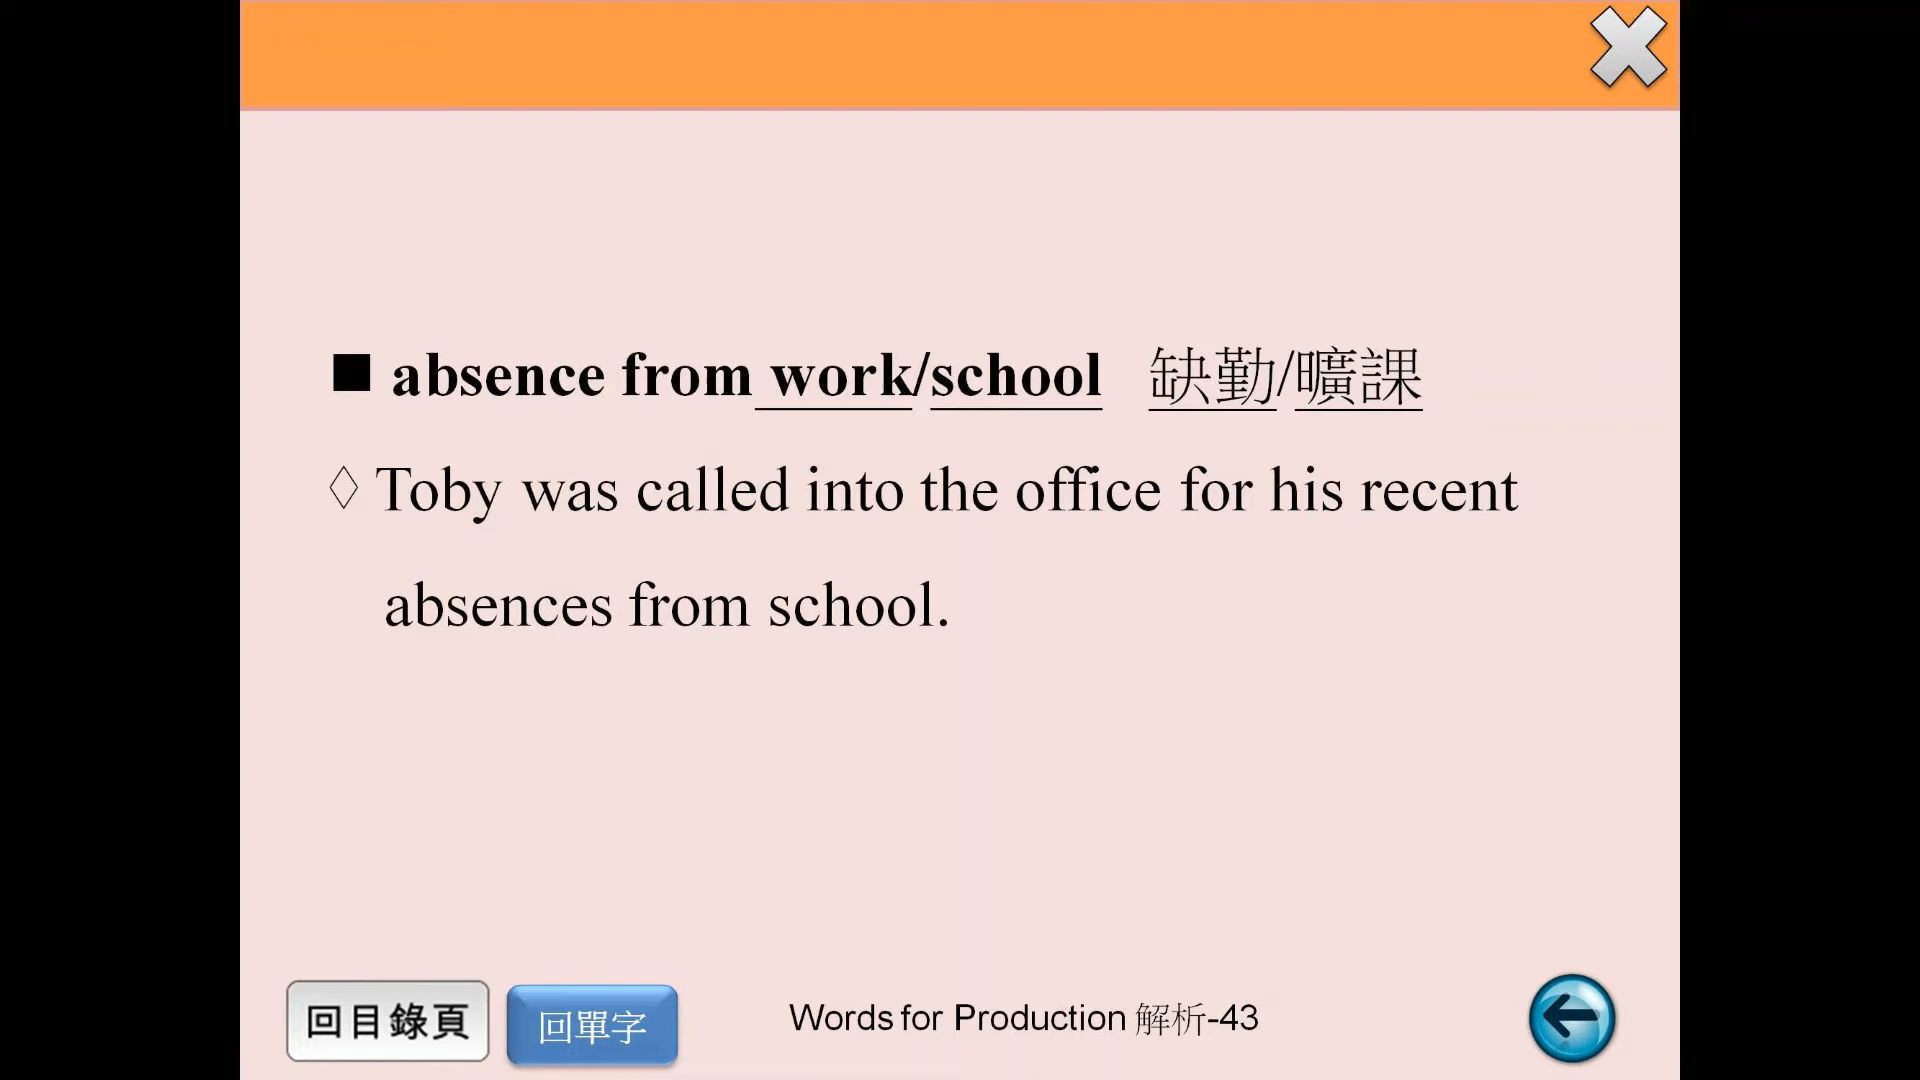 ■ absence from work/school 缺勤/曠課
◊ Toby was called into the office for his recent
absences from school.
回目錄頁 回單字 Words for Production 解析-43